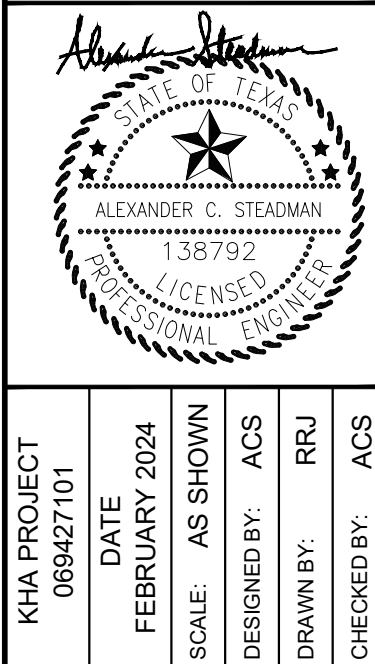 Alexander Steadman
STATE OF TEXAS
ALEXANDER C. STEADMAN
138792
LICENSED
PROFESSIONAL ENGINEER
KHA PROJECT
069427101
DATE
FEBRUARY 2024
SCALE: AS SHOWN
DESIGNED BY: ACS
DRAWN BY: RRJ
CHECKED BY: ACS